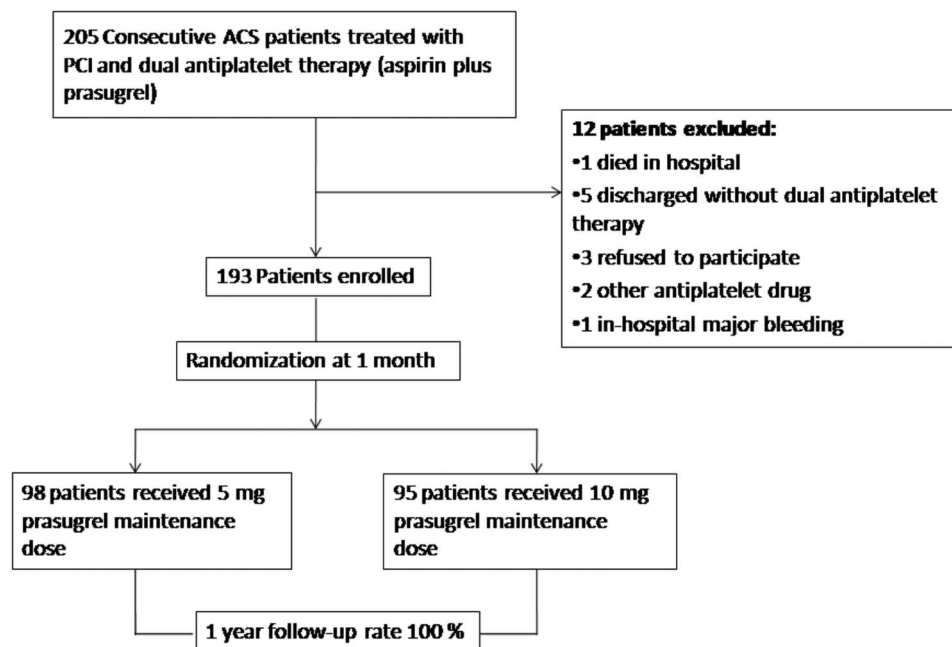 205 Consecutive ACS patients treated with
PCI and dual antiplatelet therapy (aspirin plus
prasugrel)
12 patients excluded:
•1 died in hospital
•5 discharged without dual antiplatelet
therapy
•3 refused to participate
•2 other antiplatelet drug
•1 in-hospital major bleeding
193 Patients enrolled
Randomization at 1 month
98 patients received 5 mg
prasugrel maintenance
dose
95 patients received 10 mg
prasugrel maintenance
dose
1 year follow-up rate 100 %